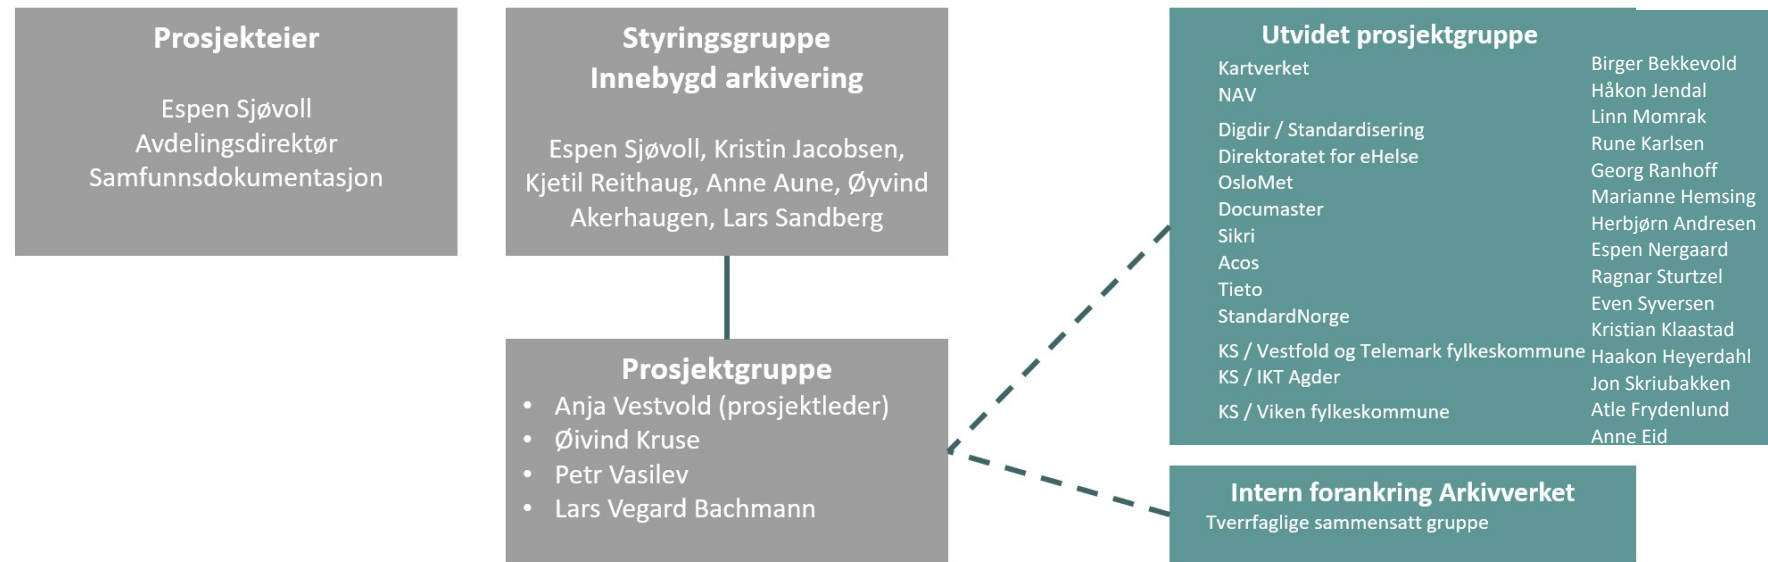 Prosjekteier
Espen Sjøvoll
Avdelingsdirektør
Samfunnsdokumentasjon
Styringsgruppe
Innebygd arkivering
Espen Sjøvoll, Kristin Jacobsen,
Kjetil Reithaug, Anne Aune, Øyvind
Akerhaugen, Lars Sandberg
Prosjektgruppe
• Anja Vestvold (prosjektleder)
• Øivind Kruse
• Petr Vasilev
• Lars Vegard Bachmann
Utvidet prosjektgruppe
Kartverket
NAV
Digdir / Standardisering
Direktoratet for eHelse
OsloMet
Documaster
Sikri
Acos
Tieto
StandardNorge
KS / Vestfold og Telemark fylkeskommune
KS / IKT Agder
KS / Viken fylkeskommune
Birger Bekkevold
Håkon Jendal
Linn Momrak
Rune Karlsen
Georg Ranhoff
Marianne Hemsing
Herbjørn Andresen
Espen Nergaard
Ragnar Sturtzel
Even Syversen
Kristian Klaastad
Haakon Heyerdahl
Jon Skriubakken
Atle Frydenlund
Anne Eid
Intern forankring Arkivverket
Tverrfaglige sammensatt gruppe